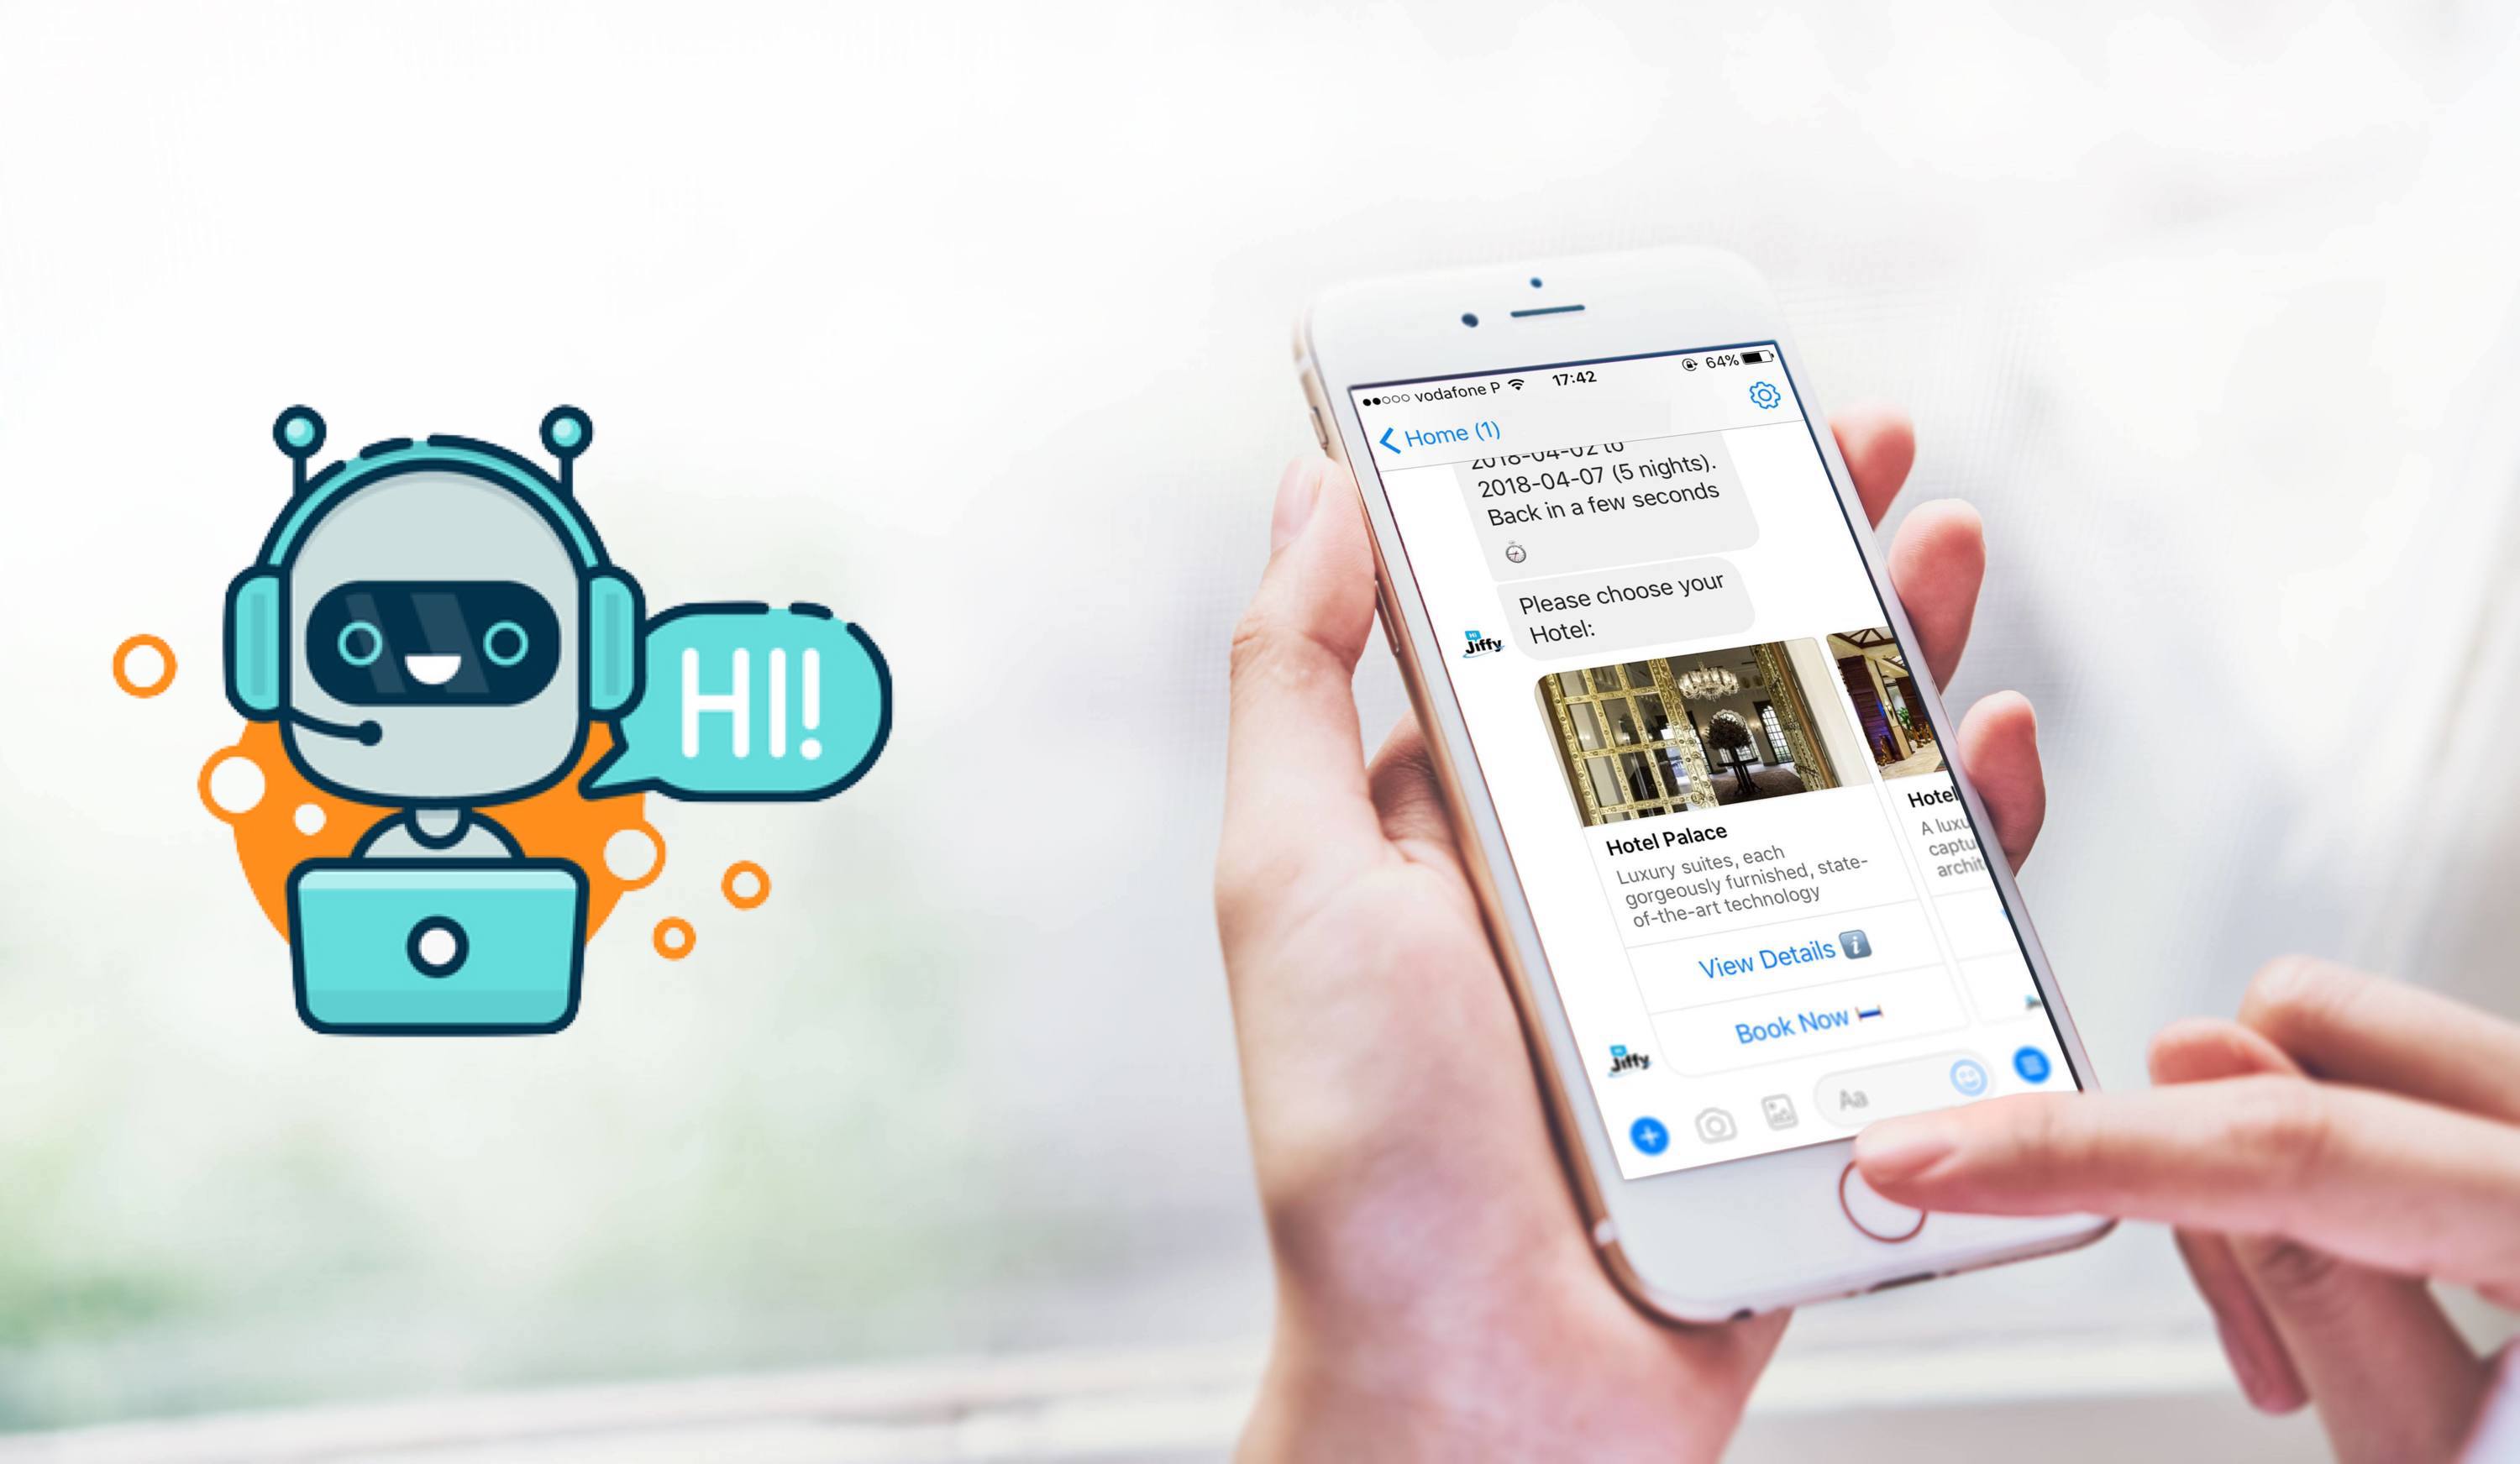 HI!
vodafone P 17:42 64%
Home (1)
2018-04-02 to
2018-04-07 (5 nights).
Back in a few seconds
Hi
Jiffy
Please choose your
Hotel:
Hotel Palace
Luxury suites, each
gorgeously furnished, state-
of-the-art technology
View Details i
Book Now
Hotel
A luxu
captu
archit
Jiffy
Aa